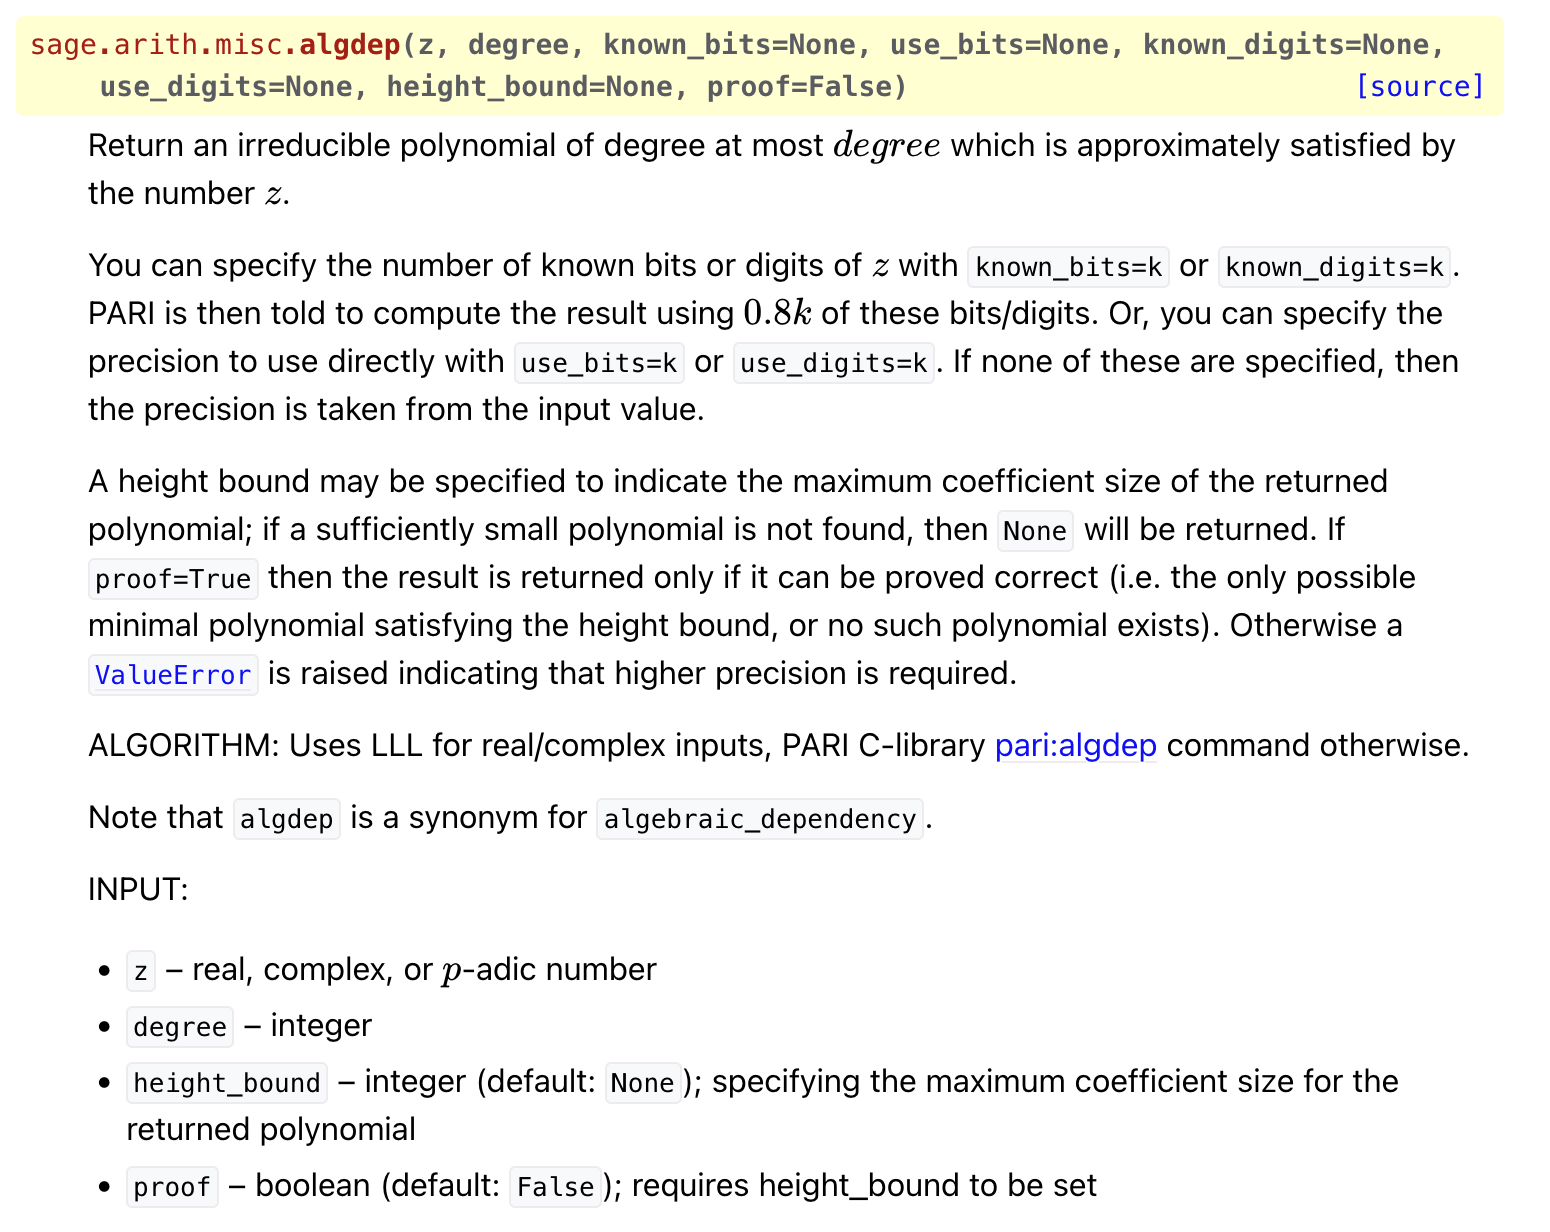 sage.arith.misc.algdep(z, degree, known_bits=None, use_bits=None, known_digits=None,
use_digits=None, height_bound=None, proof=False) [source]
Return an irreducible polynomial of degree at most degree which is approximately satisfied by
the number z.
You can specify the number of known bits or digits of z with known_bits=k or known_digits=k.
PARI is then told to compute the result using 0.8k of these bits/digits. Or, you can specify the
precision to use directly with use_bits=k or use_digits=k. If none of these are specified, then
the precision is taken from the input value.
A height bound may be specified to indicate the maximum coefficient size of the returned
polynomial; if a sufficiently small polynomial is not found, then None will be returned. If
proof=True then the result is returned only if it can be proved correct (i.e. the only possible
minimal polynomial satisfying the height bound, or no such polynomial exists). Otherwise a
ValueError is raised indicating that higher precision is required.
ALGORITHM: Uses LLL for real/complex inputs, PARI C-library pari:algdep command otherwise.
Note that algdep is a synonym for algebraic_dependency.
INPUT:
• z – real, complex, or p-adic number
• degree – integer
• height_bound – integer (default: None); specifying the maximum coefficient size for the
returned polynomial
• proof – boolean (default: False); requires height_bound to be set